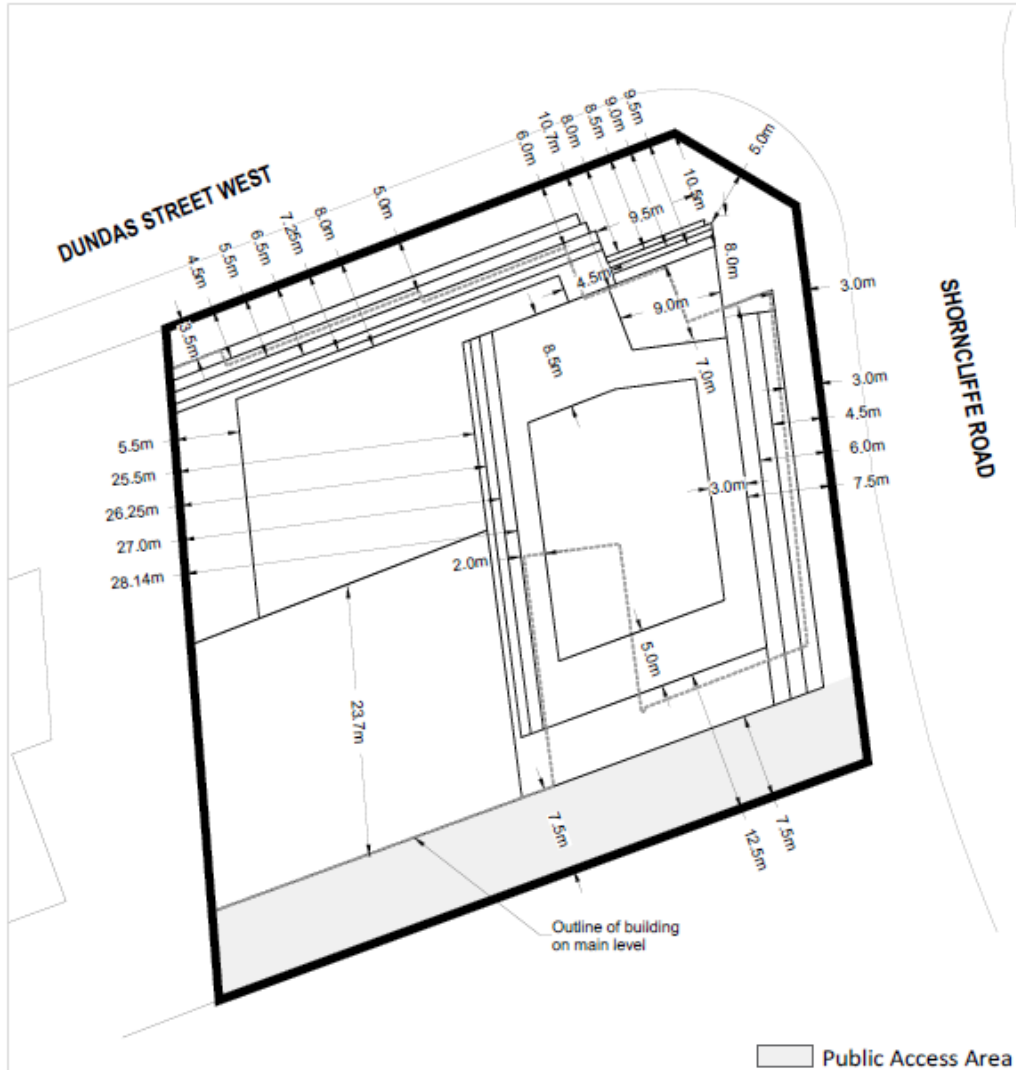 DUNDAS STREET WEST
SHORNCLIFFE ROAD
9.5m
9.0m
8.5m
8.0m
10.7m
6.0m
5.0m
10.5m
9.5m
5.0m
8.0m
7.25m
6.5m
5.5m
4.5m
3.5m
4.5m
8.0m
9.0m
3.0m
8.5m
7.0m
3.0m
4.5m
6.0m
7.5m
5.5m
25.5m
26.25m
27.0m
28.14m
3.0m
2.0m
5.0m
23.7m
7.5m
12.5m
7.5m
Outline of building
on main level
Public Access Area